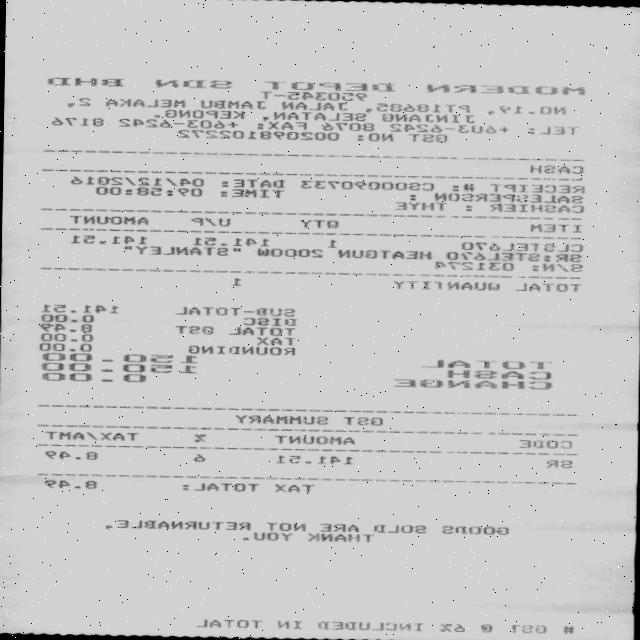 MODERN DEPOT SDN BHD
950345-T
NO.19, PT18685, JALAN JAMBU MELAKA 2,
JINJANG SELATAN, KEPONG.
TEL: +603-6242 8076 FAX: +603-6242 8176
GST NO: 002098102272
CASH
RECEIPT #: CS00090733 DATE: 04/12/2016
SALESPERSON : TIME: 09:58:00
CASHIER : THYE
ITEM QTY U/P AMOUNT
CLSTEL670 1 141.51 141.51
SR:STEL670 HEATGUN 2000W "STANLEY"
S/N: 031274
TOTAL QUANTITY 1
SUB-TOTAL 141.51
DISC 0.00
TOTAL GST 8.49
TAX 0.00
ROUNDING 0.00
TOTAL 150.00
CASH 150.00
CHANGE 0.00
GST SUMMARY
CODE AMOUNT % TAX/AMT
SR 141.51 6 8.49
TAX TOTAL: 8.49
GOODS SOLD ARE NOT RETURNABLE,
THANK YOU.
# GST @ 6% INCLUDED IN TOTAL